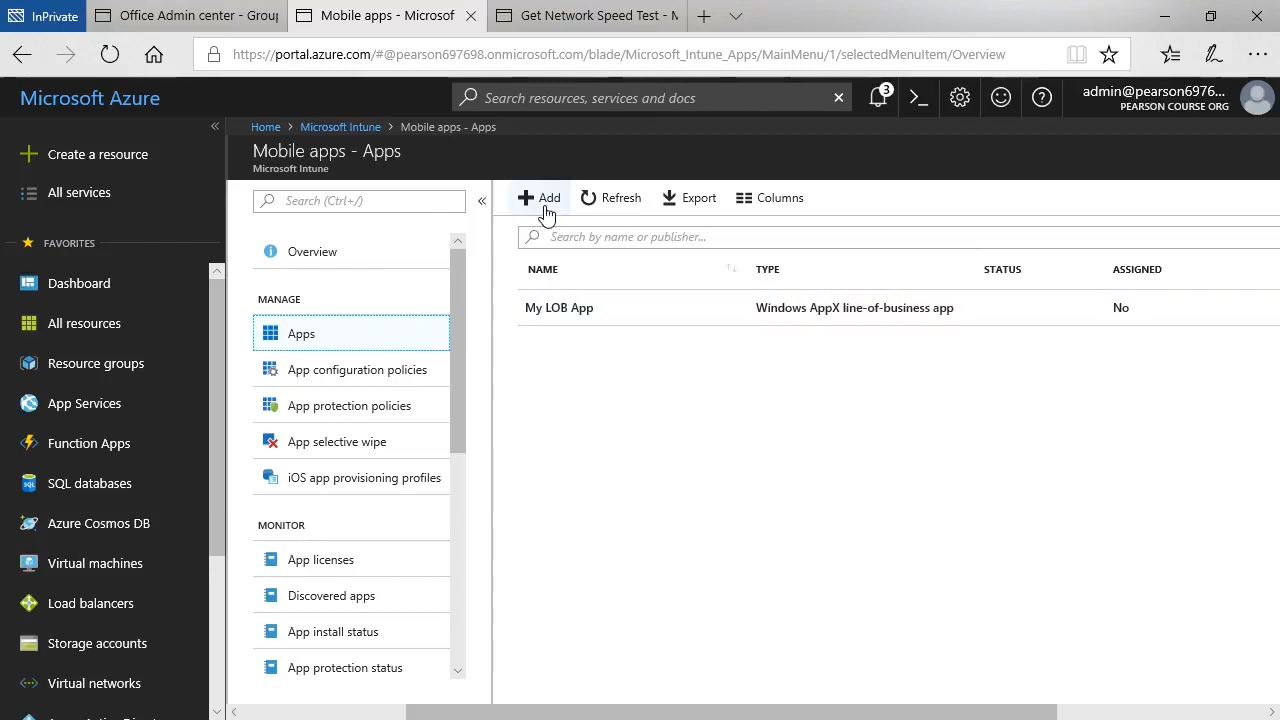 InPrivate
Office Admin center - Group
Mobile apps - Microsof
Get Network Speed Test - M
https://portal.azure.com/#@pearson697698.onmicrosoft.com/blade/Microsoft_Intune_Apps/MainMenu/1/selectedMenuItem/Overview
Microsoft Azure
Search resources, services and docs
3
admin@pearson6976...
PEARSON COURSE ORG
Create a resource
All services
FAVORITES
Dashboard
All resources
Resource groups
App Services
Function Apps
SQL databases
Azure Cosmos DB
Virtual machines
Load balancers
Storage accounts
Virtual networks
Home > Microsoft Intune > Mobile apps - Apps
Mobile apps - Apps
Microsoft Intune
Search (Ctrl+/)
Overview
MANAGE
Apps
App configuration policies
App protection policies
App selective wipe
iOS app provisioning profiles
MONITOR
App licenses
Discovered apps
App install status
App protection status
Add
Refresh
Export
Columns
Search by name or publisher...
NAME TYPE STATUS ASSIGNED
My LOB App Windows AppX line-of-business app No